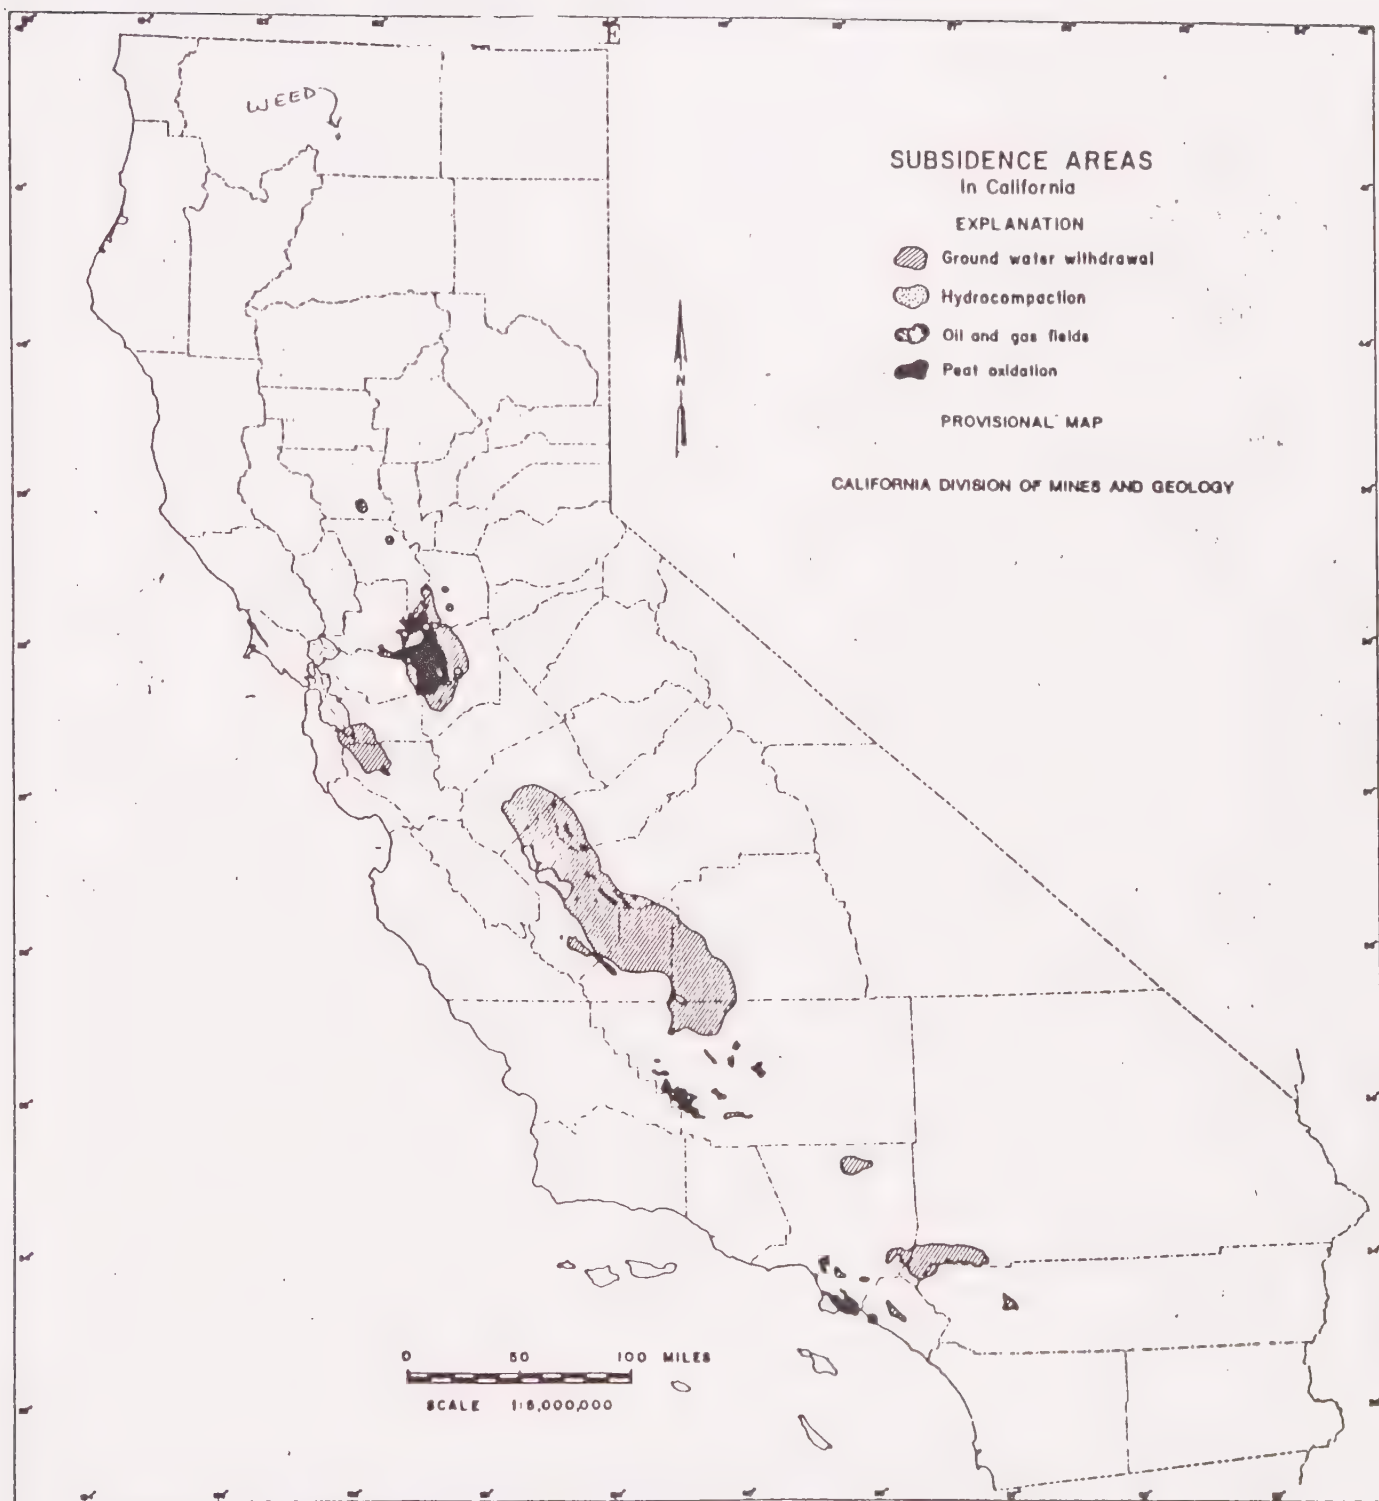 E
WEED
SUBSIDENCE AREAS
In California
EXPLANATION
Ground water withdrawal
Hydrocompaction
Oil and gas fields
Peat oxidation
N
PROVISIONAL MAP
CALIFORNIA DIVISION OF MINES AND GEOLOGY
0 50 100 MILES
SCALE 1:5,000,000